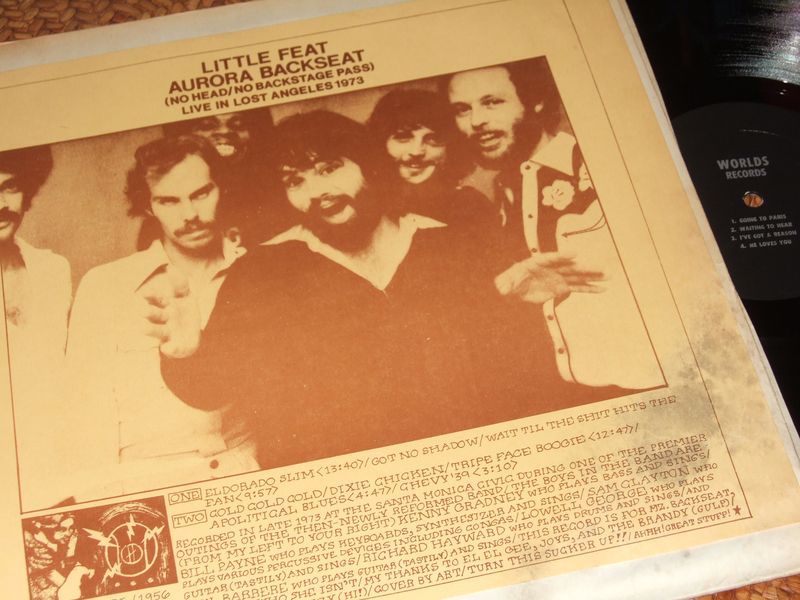 LITTLE FEAT
AURORA BACKSEAT
(NO HEAD/NO BACKSTAGE PASS)
LIVE IN LOST ANGELES 1973
WORLDS
RECORDS
1. GOING TO PARIS
2. WAITING TO HEAR
3. I'VE GOT A REASON
4. HE LOVES YOU
ONE ELDORADO SLIM<13:40>/ GOT NO SHADOW/ WAIT TIL THE SHIT HITS THE
FAN<9:57>
TWO GOLD GOLD GOLD/ DIXIE CHICKEN/ TRIPE FACE BOOGIE <12:47>/
APOLITICAL BLUES<4:47>/ CHEVY '39<3:10>
RECORDED IN LATE 1973 AT THE SANTA MONICA CIVIC DURING ONE OF THE PREMIER
OUTINGS OF THE THEN-NEWLY REFORMED BAND/ THE BOYS IN THE BAND ARE
(FROM MY LEFT TO YOUR RIGHT) KENNY GRADNEY WHO PLAYS BASS AND SINGS/
BILL PAYNE WHO PLAYS KEYBOARDS, SYNTHESIZER AND SINGS/ SAM CLAYTON WHO
PLAYS VARIOUS PERCUSSIVE DEVICES INCLUDING CONGAS/ LOWELL GEORGE WHO PLAYS
GUITAR (TASTILY) AND SINGS/ RICHARD HAYWARD WHO PLAYS DRUMS AND SINGS/ AND
BARRERE WHO PLAYS GUITAR (TASTILY) AND SINGS/ THIS RECORD IS FOR MZ. BACKSEAT,
WHO SHE ISN'T/ MY THANKS TO EL EL GEE, JOYS, AND THE BRANDY (GULP)/
(HI!)/ COVER BY ART/ TURN THIS SUCKER UP!!/ AHHH! GREAT STUFF!
/1956